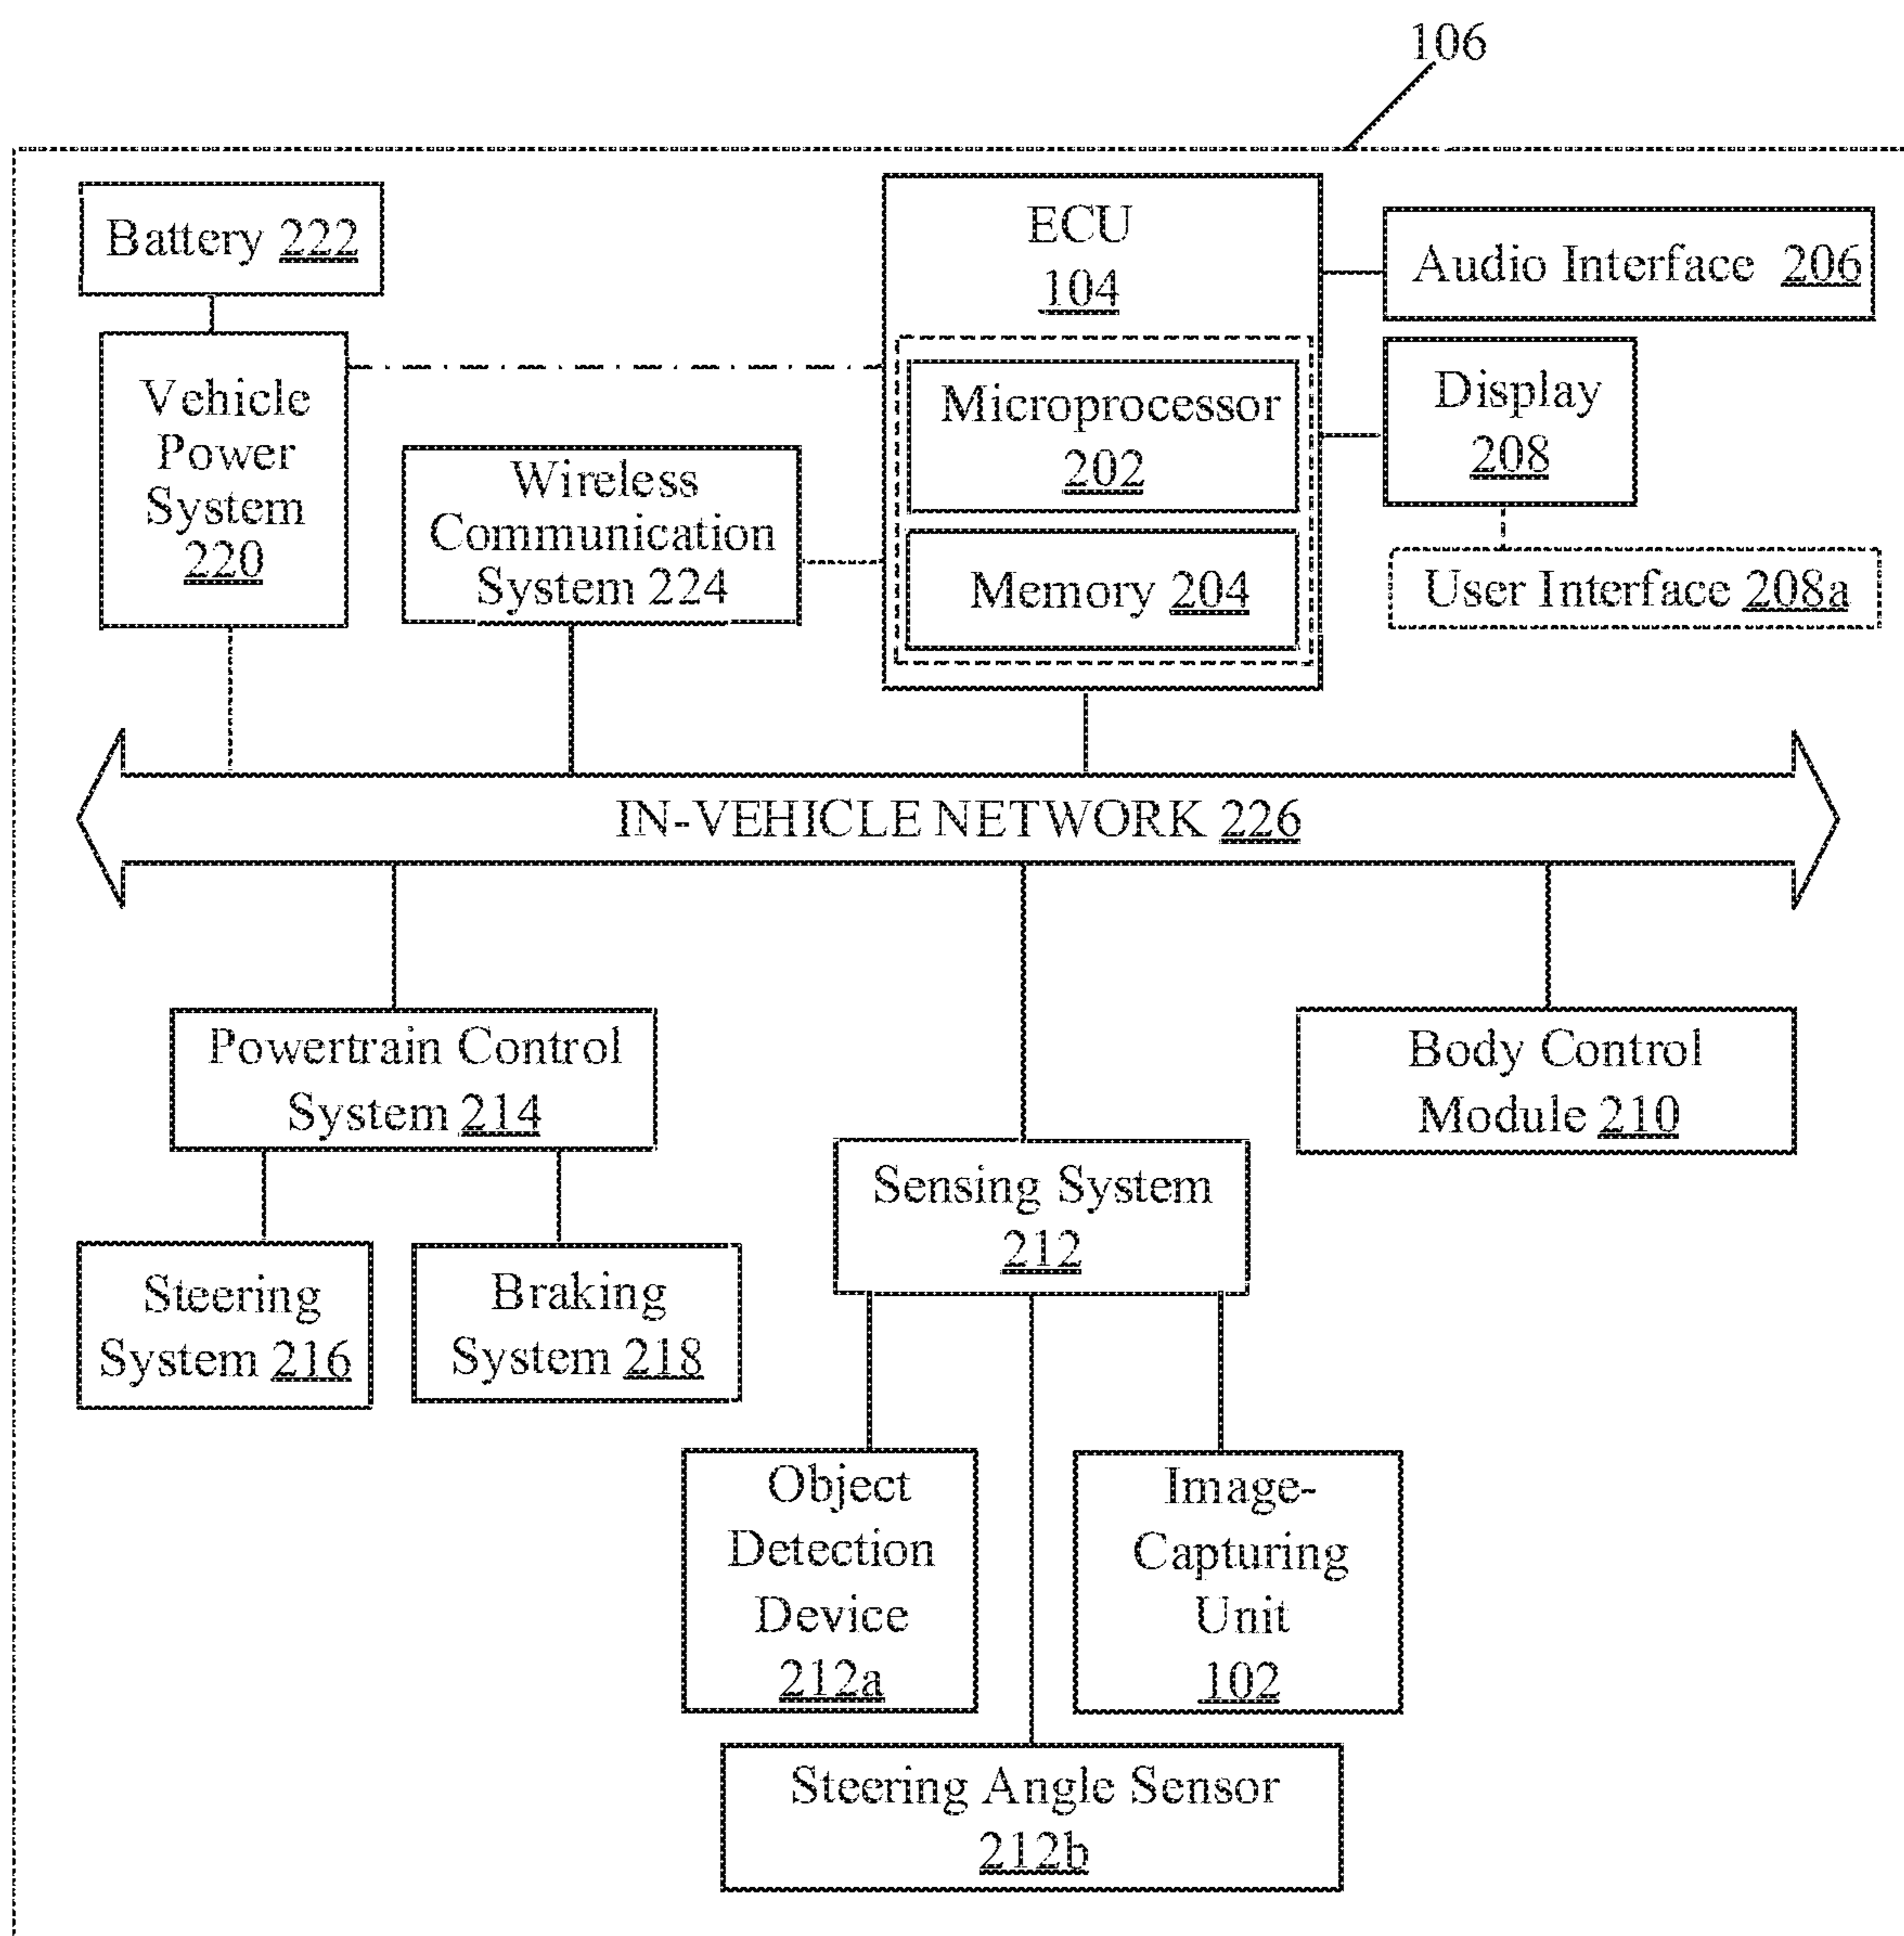 106
Battery 222
ECU
104
Audio Interface 206
Vehicle
Power
System
220
Microprocessor
202
Display
208
Wireless
Communication
System 224
Memory 204
User Interface 208a
IN-VEHICLE NETWORK 226
Powertrain Control
System 214
Body Control
Module 210
Sensing System
212
Steering
System 216
Braking
System 218
Object
Detection
Device
212a
Image-
Capturing
Unit
102
Steering Angle Sensor
212b